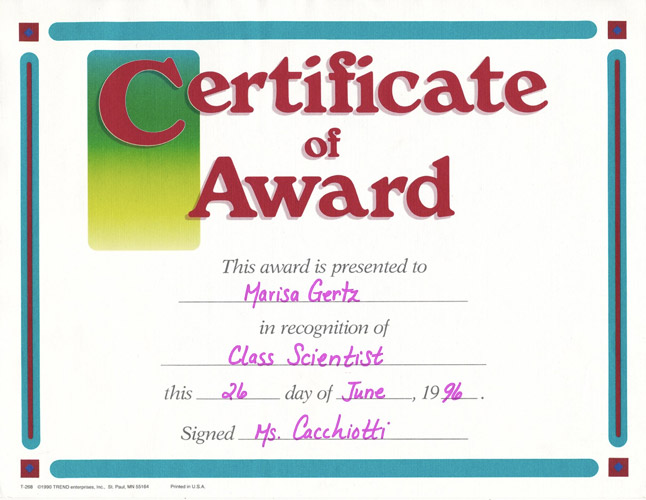 Certificate
of
Award
This award is presented to
Marisa Gertz
in recognition of
Class Scientist
this 26 day of June, 1996.
Signed Ms. Cacchiotti
T-268 ©1990 TREND enterprises, Inc., St. Paul, MN 55164 Printed in U.S.A.